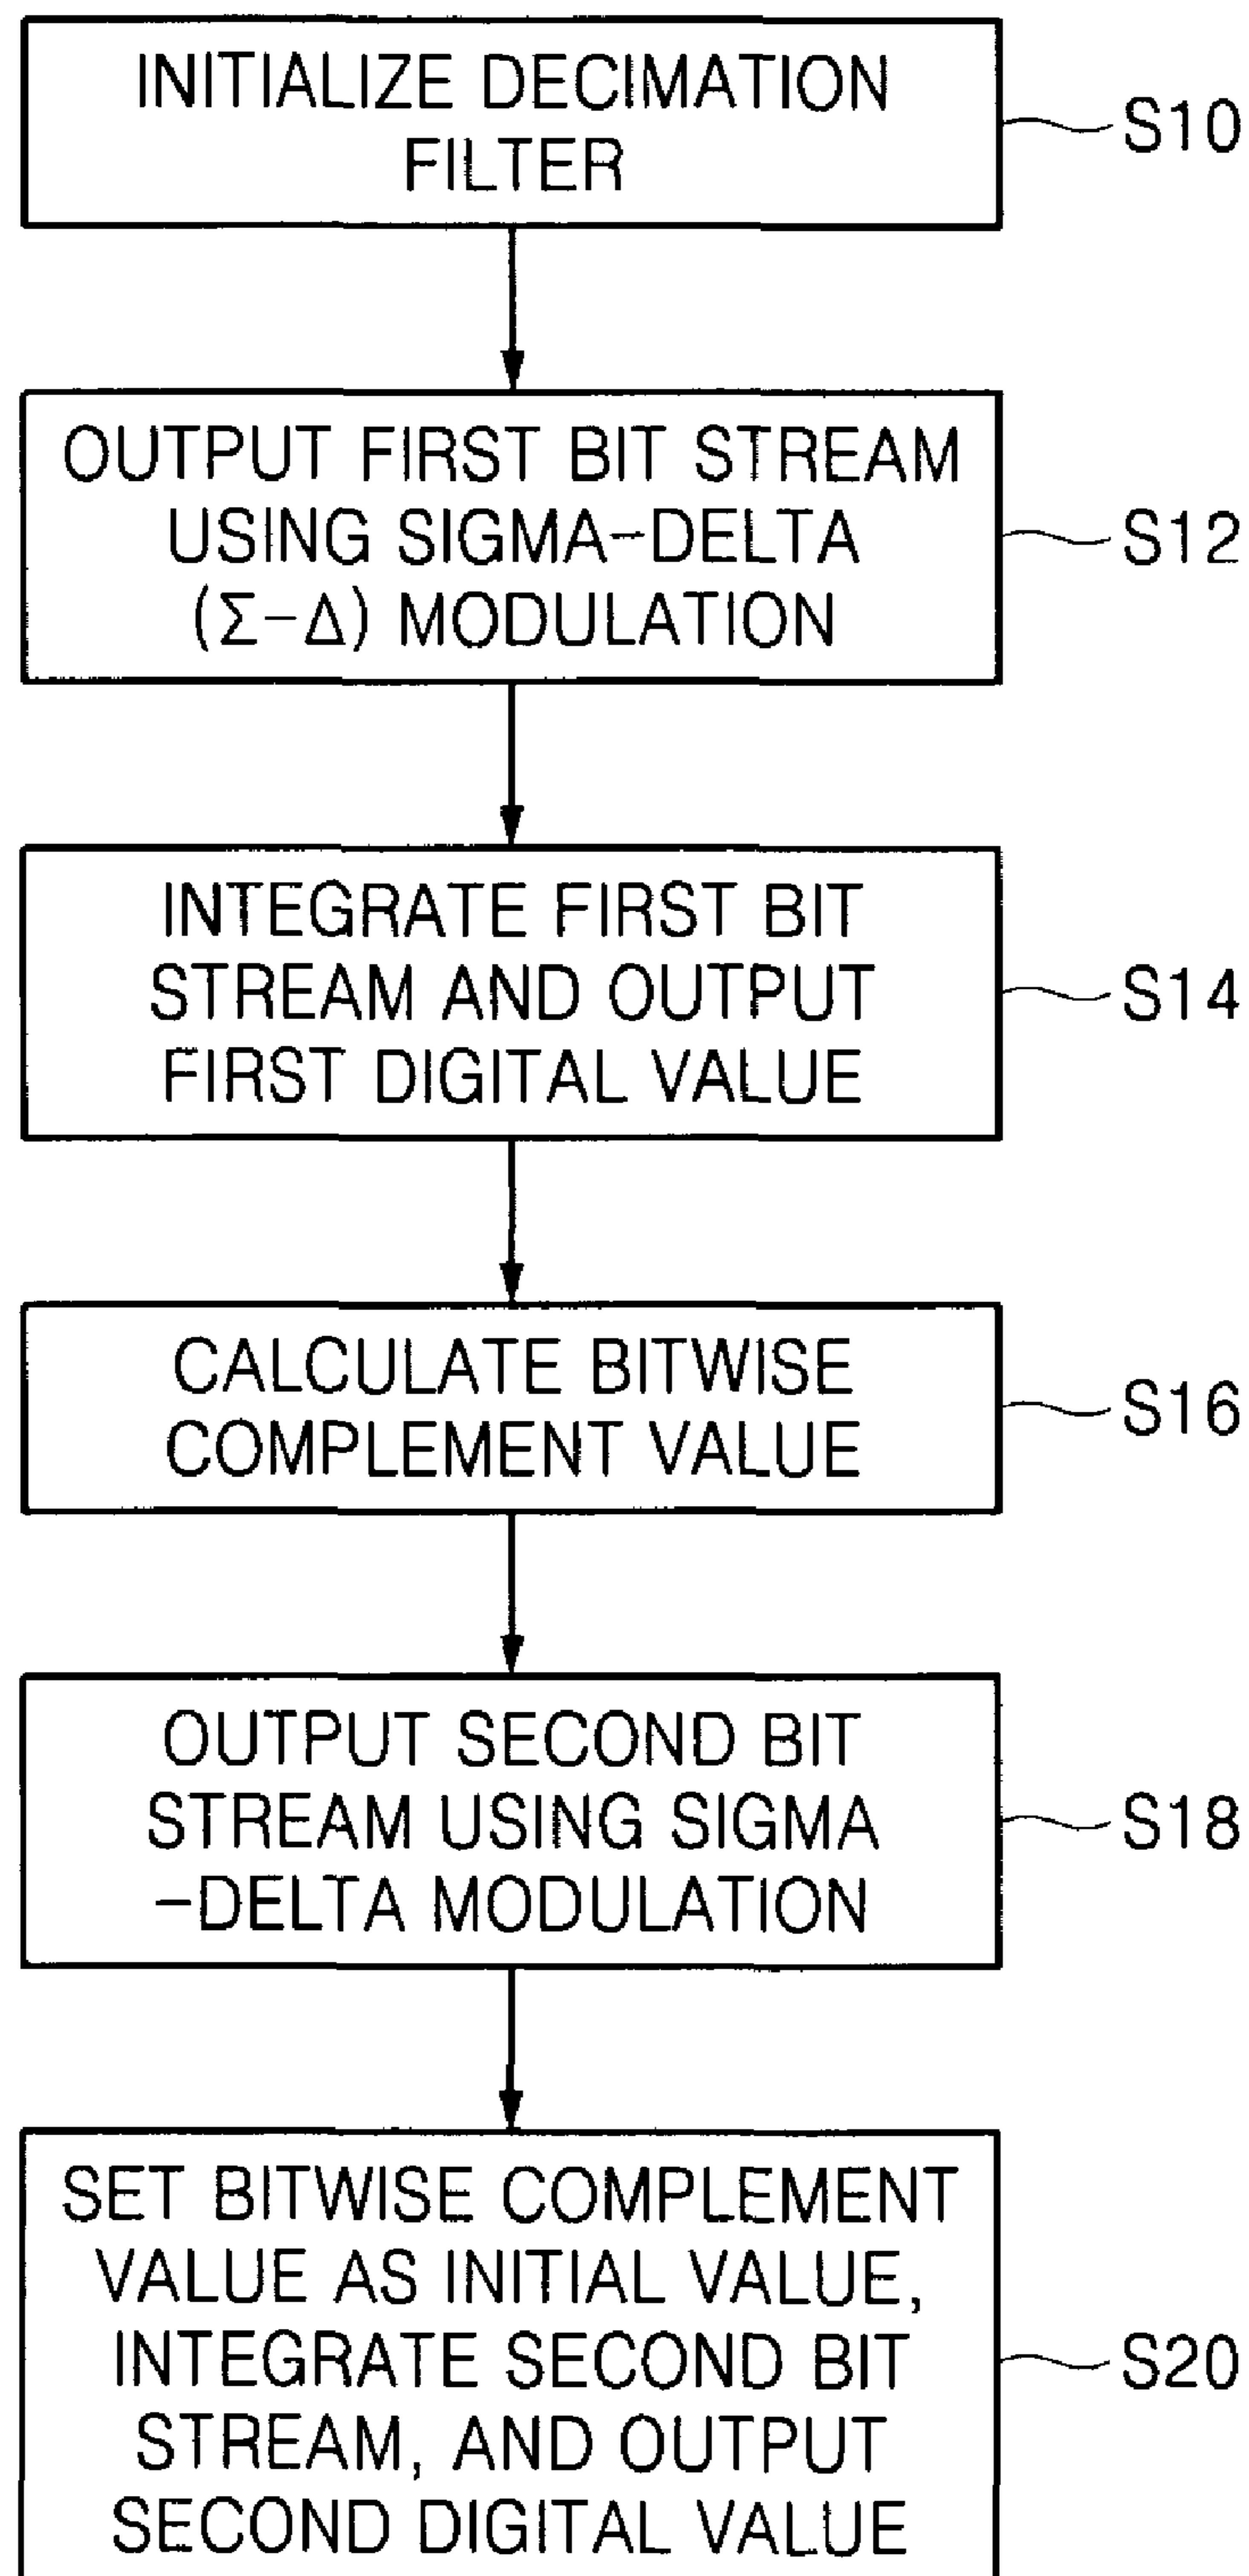 INITIALIZE DECIMATION
FILTER
S10
OUTPUT FIRST BIT STREAM
USING SIGMA-DELTA
(Σ-Δ) MODULATION
S12
INTEGRATE FIRST BIT
STREAM AND OUTPUT
FIRST DIGITAL VALUE
S14
CALCULATE BITWISE
COMPLEMENT VALUE
S16
OUTPUT SECOND BIT
STREAM USING SIGMA
-DELTA MODULATION
S18
SET BITWISE COMPLEMENT
VALUE AS INITIAL VALUE,
INTEGRATE SECOND BIT
STREAM, AND OUTPUT
SECOND DIGITAL VALUE
S20